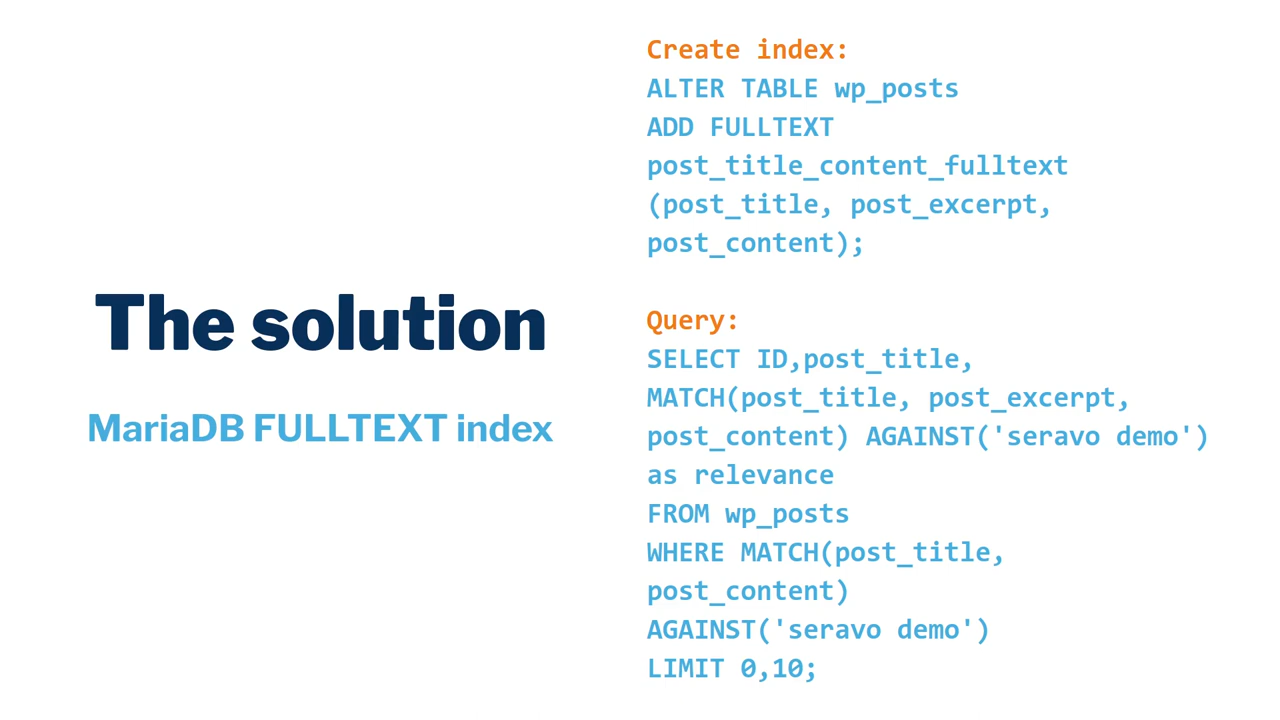 The solution
MariaDB FULLTEXT index
Create index:
ALTER TABLE wp_posts
ADD FULLTEXT
post_title_content_fulltext
(post_title, post_excerpt,
post_content);
Query:
SELECT ID,post_title,
MATCH(post_title, post_excerpt,
post_content) AGAINST('seravo demo')
as relevance
FROM wp_posts
WHERE MATCH(post_title,
post_content)
AGAINST('seravo demo')
LIMIT 0,10;